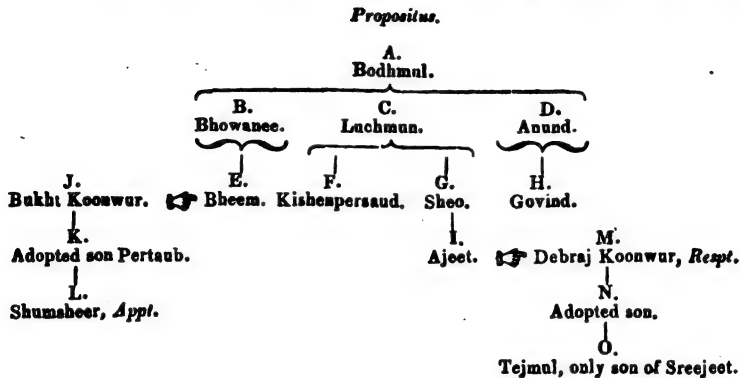 Propositus.
A.
Bodhmul.
B. C. D.
Bhowanee. Luchmun. Anund.
J. E. F. G. H.
Bukht Koonwur. Bheem. Kishenpersaud. Sheo. Govind.
K. I. M.
Adopted son Pertaub. Ajeet. Debraj Koonwur, Respt.
L. N.
Shumsheer, Appt. Adopted son.
O.
Tejmul, only son of Sreejeet.